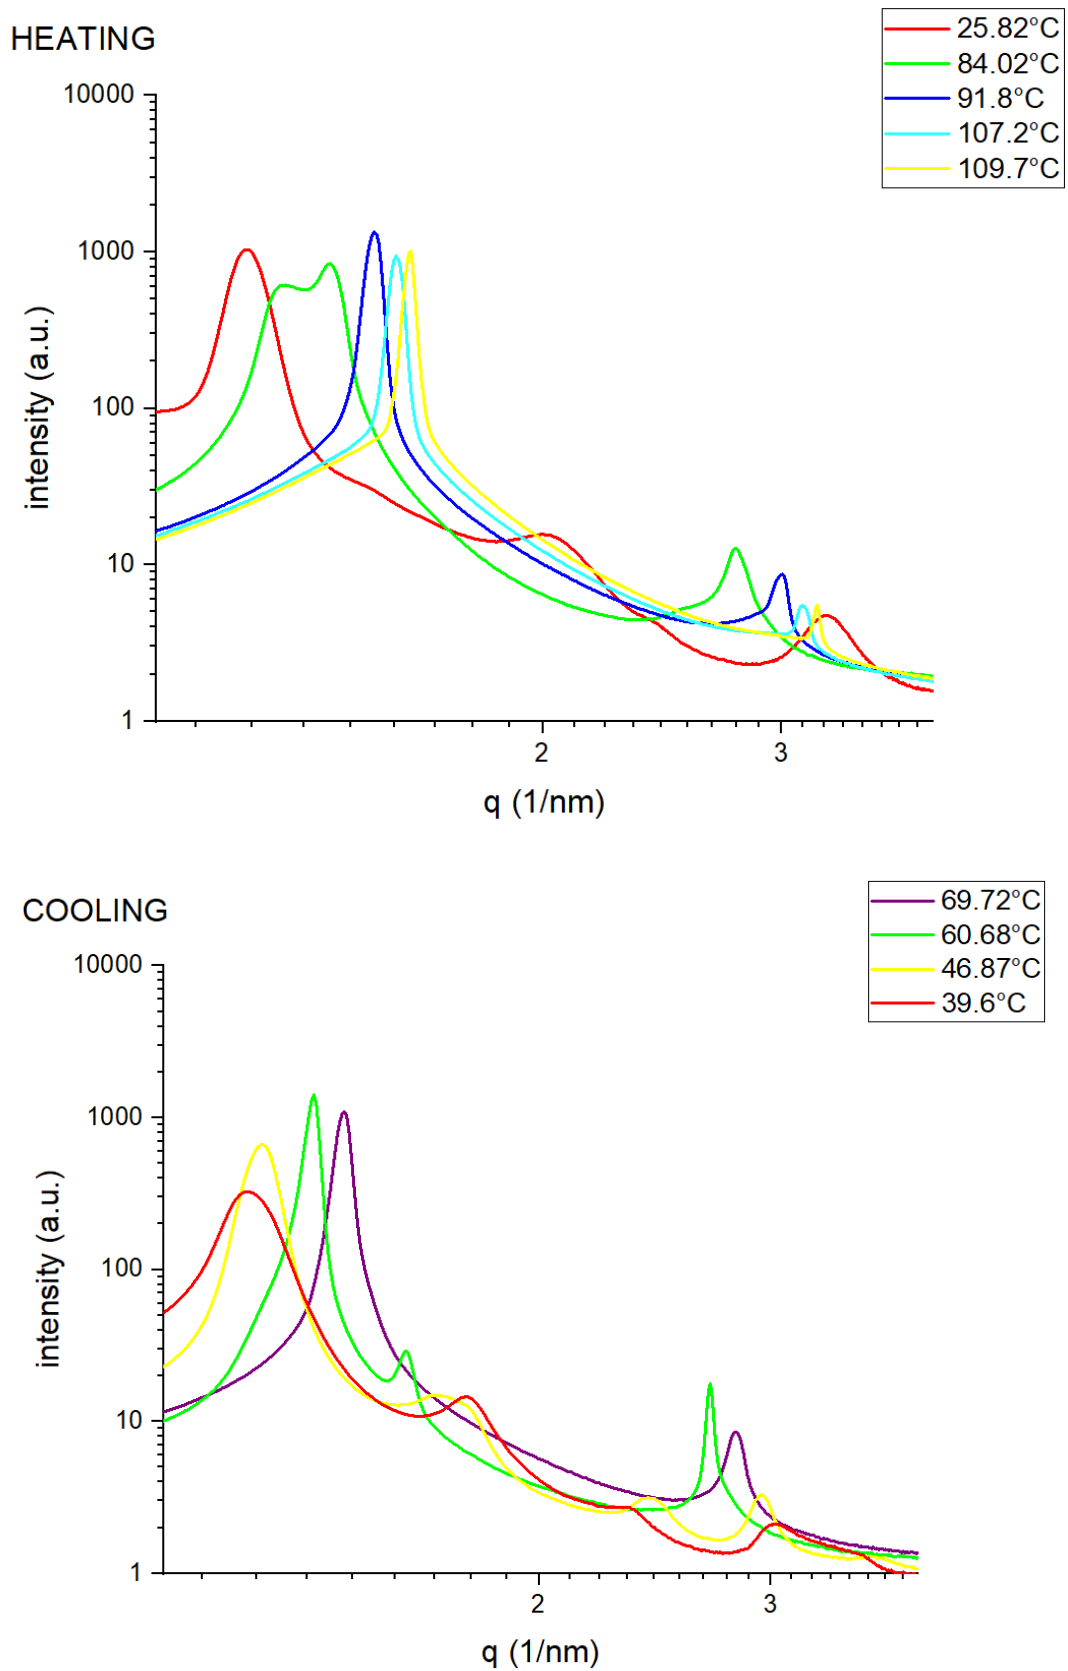 HEATING
25.82°C
84.02°C
91.8°C
107.2°C
109.7°C
10000
1000
100
10
1
intensity (a.u.)
2 3
q (1/nm)
COOLING
69.72°C
60.68°C
46.87°C
39.6°C
10000
1000
100
10
1
intensity (a.u.)
2 3
q (1/nm)